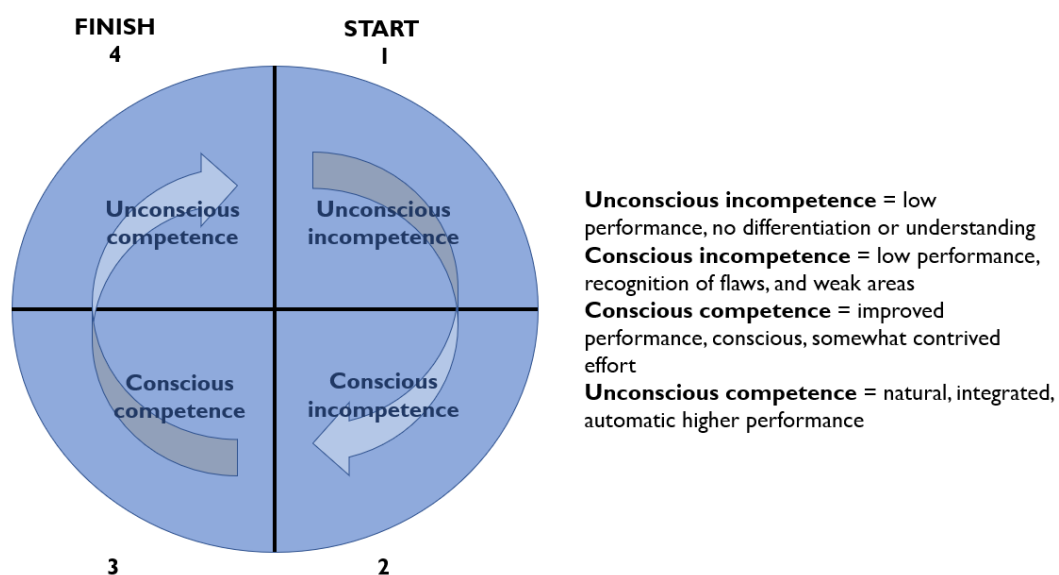 FINISH
4
START
1
Unconscious
competence
Unconscious
incompetence
Conscious
competence
Conscious
incompetence
3
2
Unconscious incompetence = low
performance, no differentiation or understanding
Conscious incompetence = low performance,
recognition of flaws, and weak areas
Conscious competence = improved
performance, conscious, somewhat contrived
effort
Unconscious competence = natural, integrated,
automatic higher performance